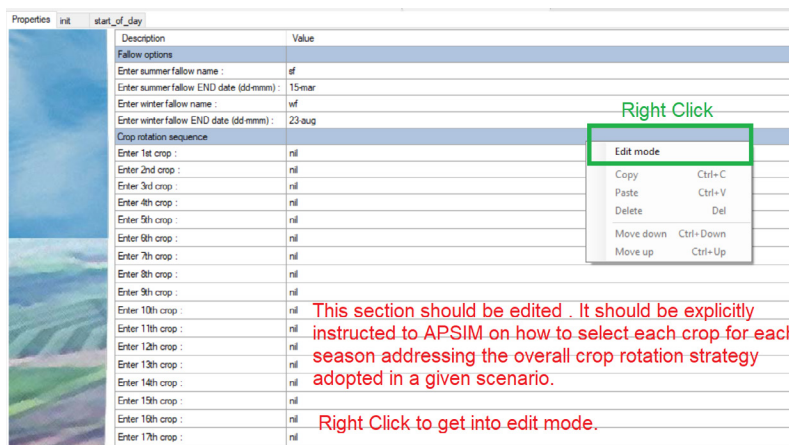 Properties init start_of_day
Description Value
Fallow options
Enter summer fallow name : sf
Enter summer fallow END date (dd-mmm) : 15-mar
Enter winter fallow name : wf
Enter winter fallow END date (dd-mmm) : 23-aug
Right Click
Crop rotation sequence
Edit mode
Enter 1st crop : nil
Enter 2nd crop : nil
Copy Ctrl+C
Enter 3rd crop : nil
Paste Ctrl+V
Enter 4th crop : nil
Delete Del
Enter 5th crop : nil
Enter 6th crop : nil
Move down Ctrl+Down
Enter 7th crop : nil
Move up Ctrl+Up
Enter 8th crop : nil
Enter 9th crop : nil
Enter 10th crop : nil
Enter 11th crop : nil
Enter 12th crop : nil
Enter 13th crop : nil
Enter 14th crop : nil
Enter 15th crop : nil
Enter 16th crop : nil
Enter 17th crop : nil
This section should be edited . It should be explicitly
instructed to APSIM on how to select each crop for each
season addressing the overall crop rotation strategy
adopted in a given scenario.
Right Click to get into edit mode.